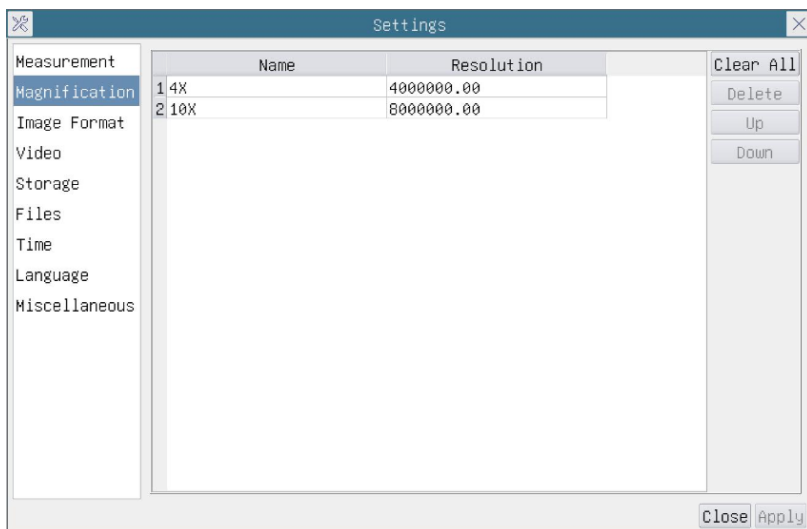 Settings
Measurement
Magnification
Image Format
Video
Storage
Files
Time
Language
Miscellaneous
Name Resolution
1 4X 4000000.00
2 10X 8000000.00
Clear All
Delete
Up
Down
Close Apply